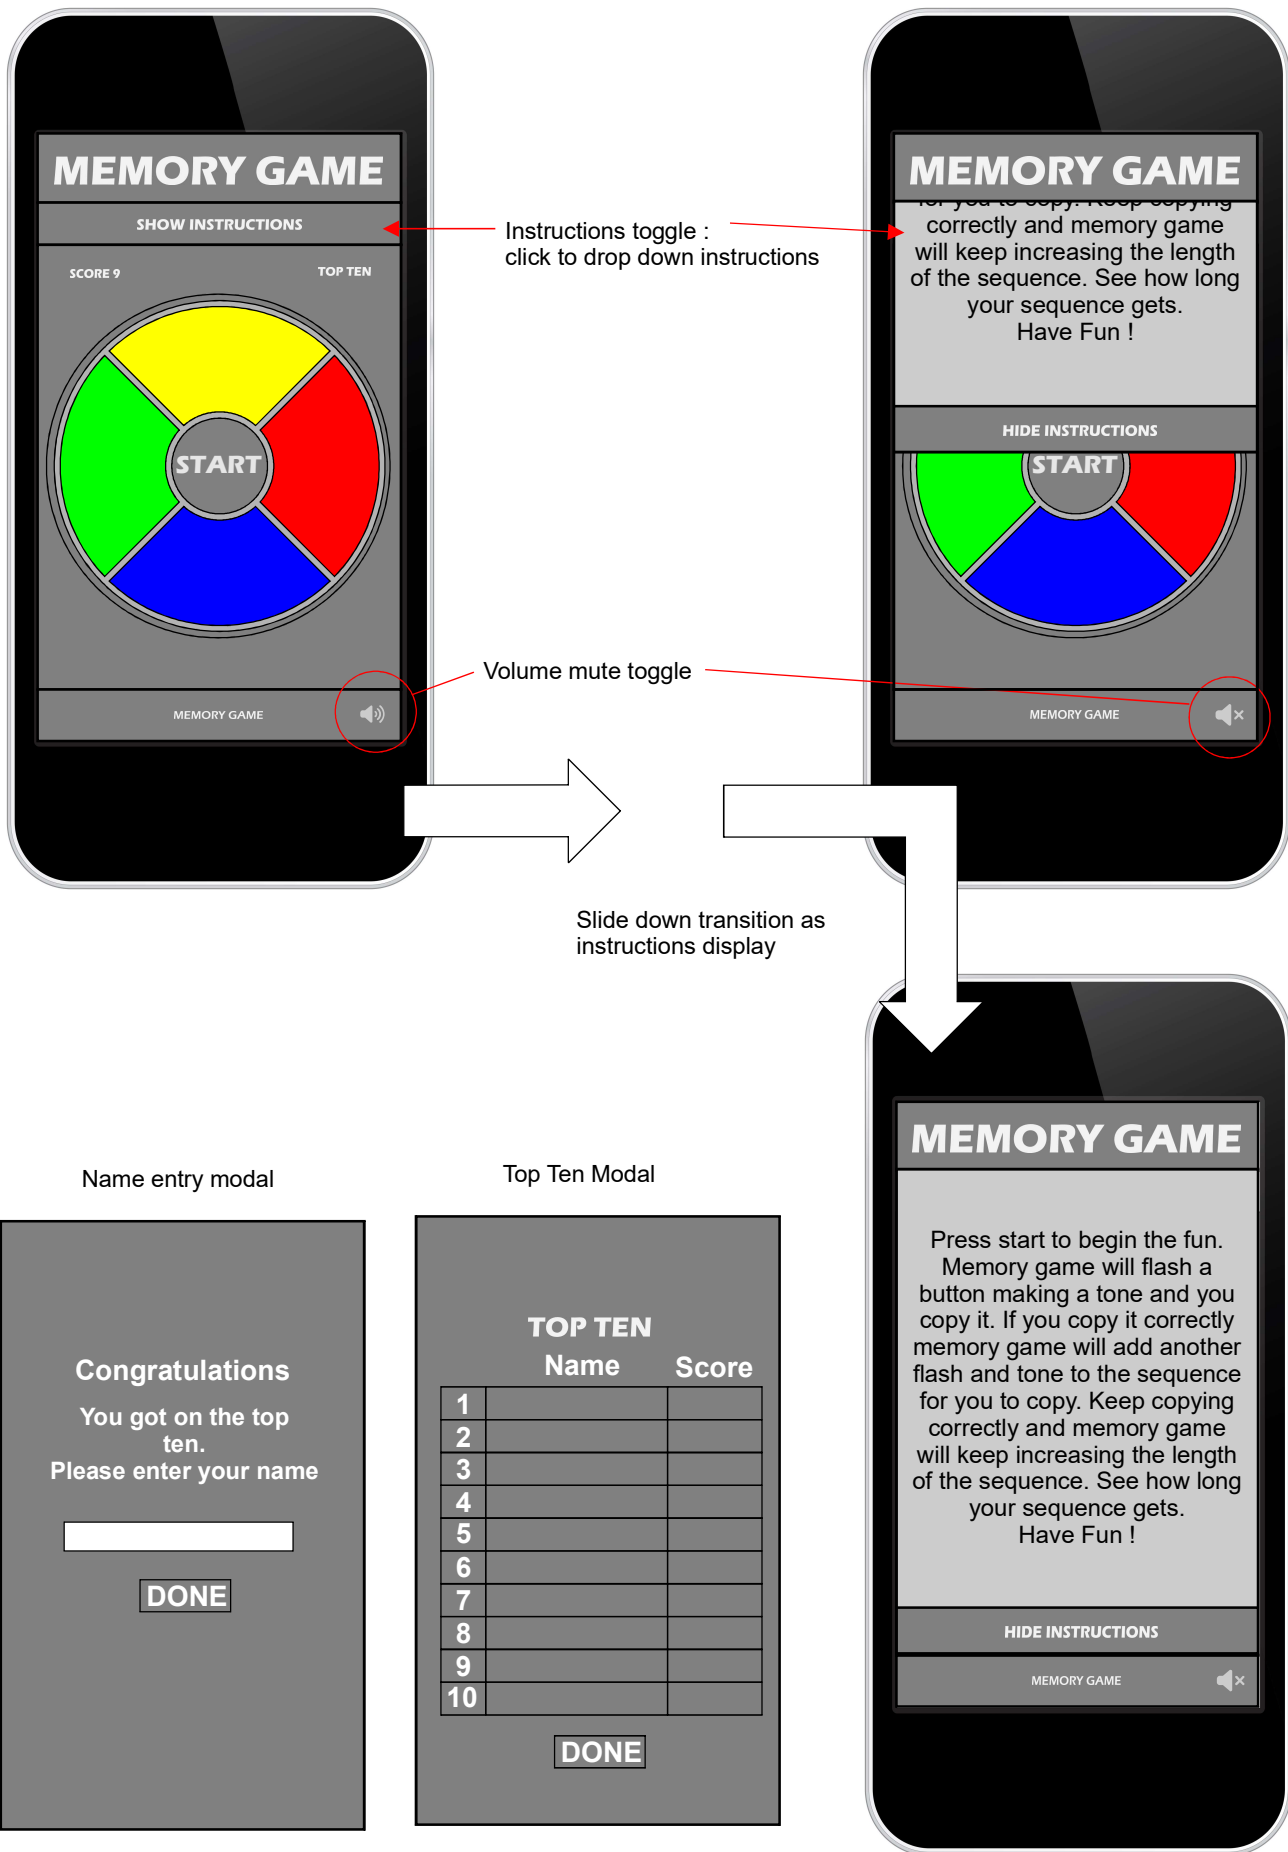 MEMORY GAME
SHOW INSTRUCTIONS
SCORE 9
TOP TEN
START
MEMORY GAME
Instructions toggle :
click to drop down instructions
Volume mute toggle
MEMORY GAME
for you to copy. Keep copying
correctly and memory game
will keep increasing the length
of the sequence. See how long
your sequence gets.
Have Fun !
HIDE INSTRUCTIONS
START
MEMORY GAME
Slide down transition as
instructions display
Name entry modal
Congratulations
You got on the top
ten.
Please enter your name
DONE
Top Ten Modal
TOP TEN
Name Score
1
2
3
4
5
6
7
8
9
10
DONE
MEMORY GAME
Press start to begin the fun.
Memory game will flash a
button making a tone and you
copy it. If you copy it correctly
memory game will add another
flash and tone to the sequence
for you to copy. Keep copying
correctly and memory game
will keep increasing the length
of the sequence. See how long
your sequence gets.
Have Fun !
HIDE INSTRUCTIONS
MEMORY GAME